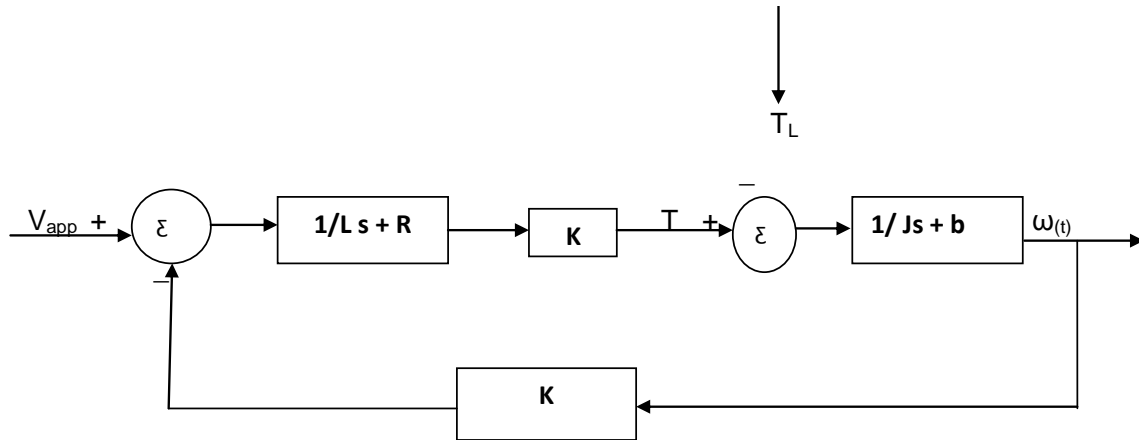 T_L
V_app + ε 1/L s + R K T + − ε 1/ Js + b ω(t)
−
K